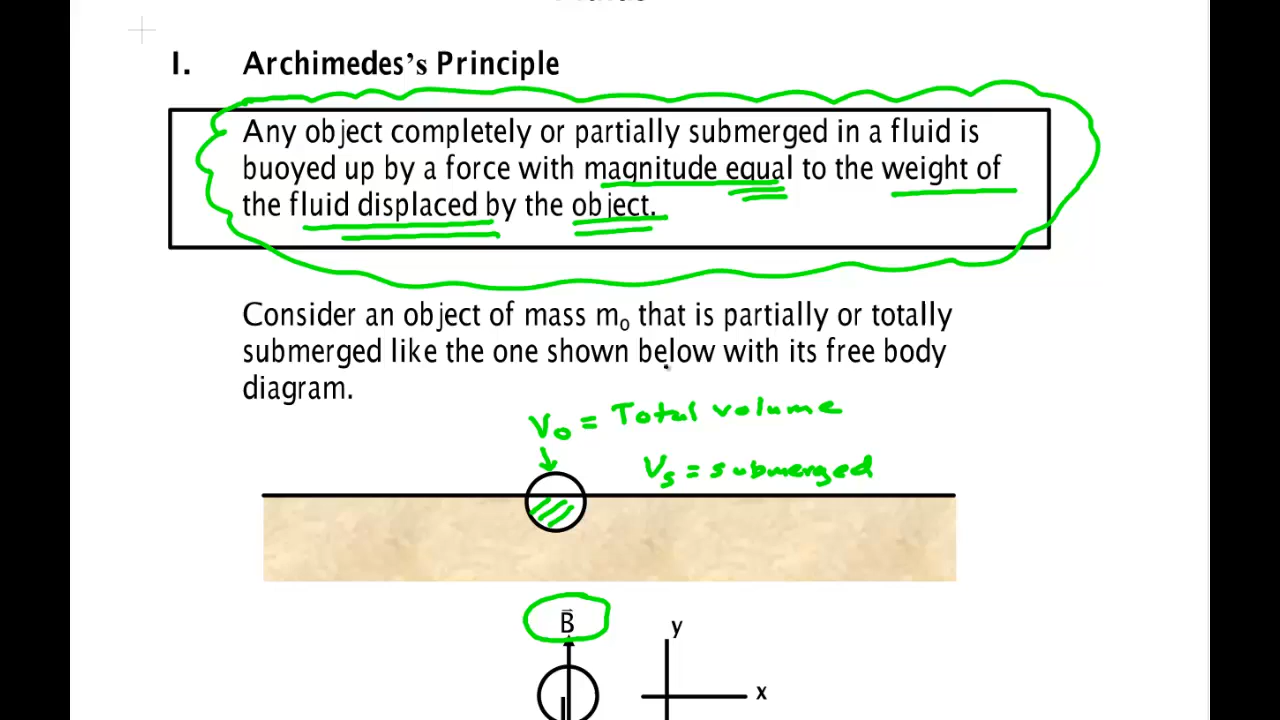 I. Archimedes's Principle
Any object completely or partially submerged in a fluid is
buoyed up by a force with magnitude equal to the weight of
the fluid displaced by the object.
Consider an object of mass mₒ that is partially or totally
submerged like the one shown below with its free body
diagram.
Vₒ = Total volume
Vₛ = submerged
B⃗
y
x